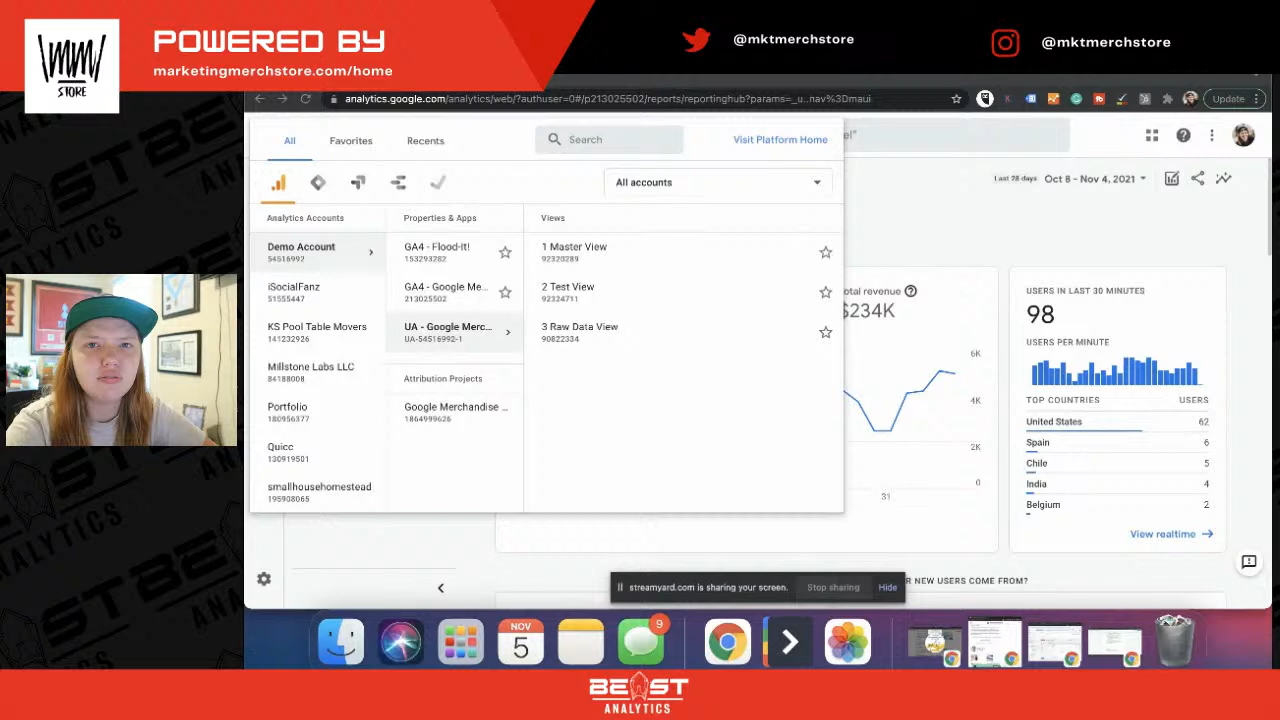 POWERED BY
marketingmerchstore.com/home
STORE
@mktmerchstore
@mktmerchstore
analytics.google.com/analytics/web/?authuser=0#/p213025502/reports/reportinghub?params=_u..nav%3Dmaui
Update
All
Favorites
Recents
Search
Visit Platform Home
All accounts
Last 28 days
Oct 8 - Nov 4, 2021
Analytics Accounts
Properties & Apps
Views
Demo Account
54516992
GA4 - Flood-It!
153293282
1 Master View
92320289
iSocialFanz
51555447
GA4 - Google Me...
213025502
2 Test View
92324711
KS Pool Table Movers
141232926
UA - Google Merc...
UA-54516992-1
3 Raw Data View
90822334
Millstone Labs LLC
84188008
Attribution Projects
Portfolio
180956377
Google Merchandise ...
1864999626
Quicc
130919501
smallhousehomestead
195908065
otal revenue
$234K
6K
4K
2K
0
31
USERS IN LAST 30 MINUTES
98
USERS PER MINUTE
TOP COUNTRIES
USERS
United States
62
Spain
6
Chile
5
India
4
Belgium
2
View realtime
streamyard.com is sharing your screen.
Stop sharing
Hide
R NEW USERS COME FROM?
NOV
5
9
BEAST
ANALYTICS